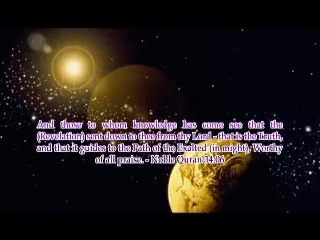 And those to whom knowledge has come see that the
(Revelation) sent down to thee from thy Lord - that is the Truth,
and that it guides to the Path of the Exalted (in might), Worthy
of all praise. - Noble Quran 34:06